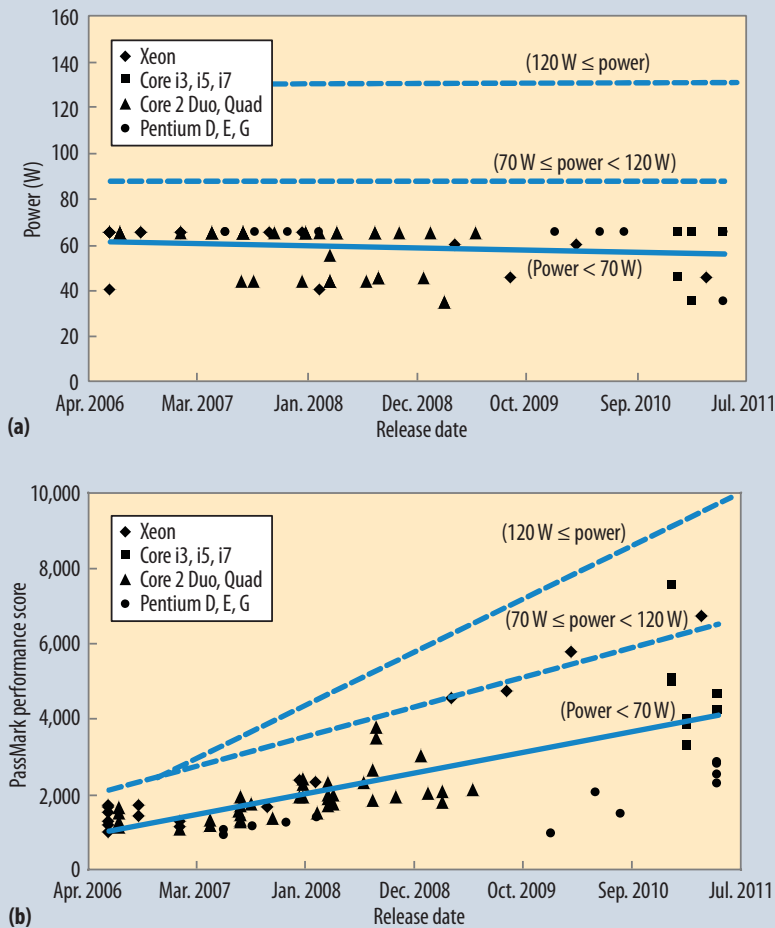 160
140
120
100
80
60
40
20
0
Power (W)
Xeon
Core i3, i5, i7
Core 2 Duo, Quad
Pentium D, E, G
(120 W ≤ power)
(70 W ≤ power < 120 W)
(Power < 70 W)
Apr. 2006 Mar. 2007 Jan. 2008 Dec. 2008 Oct. 2009 Sep. 2010 Jul. 2011
(a)
Release date
10,000
8,000
6,000
4,000
2,000
0
PassMark performance score
Xeon
Core i3, i5, i7
Core 2 Duo, Quad
Pentium D, E, G
(120 W ≤ power)
(70 W ≤ power < 120 W)
(Power < 70 W)
Apr. 2006 Mar. 2007 Jan. 2008 Dec. 2008 Oct. 2009 Sep. 2010 Jul. 2011
(b)
Release date